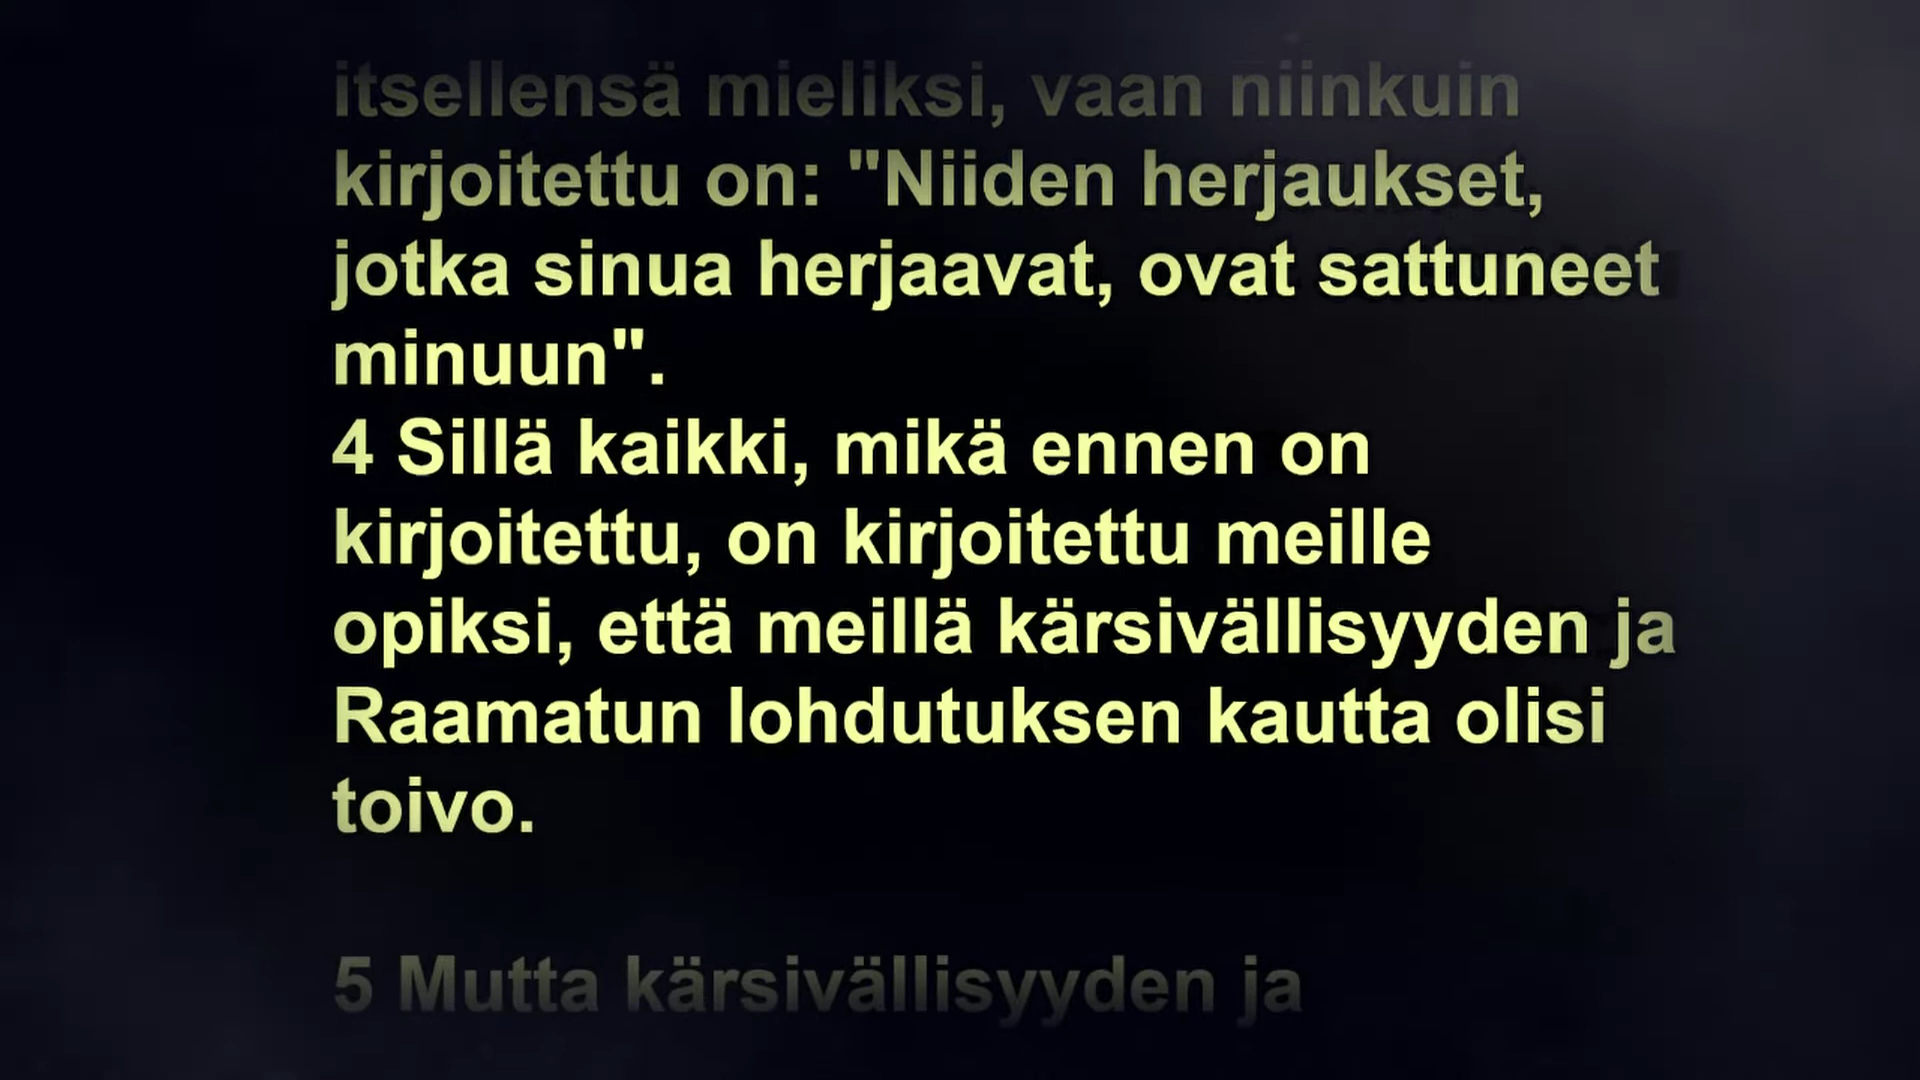 itsellensä mieliksi, vaan niinkuin
kirjoitettu on: "Niiden herjaukset,
jotka sinua herjaavat, ovat sattuneet
minuun".
4 Sillä kaikki, mikä ennen on
kirjoitettu, on kirjoitettu meille
opiksi, että meillä kärsivällisyyden ja
Raamatun lohdutuksen kautta olisi
toivo.
5 Mutta kärsivällisyyden ja